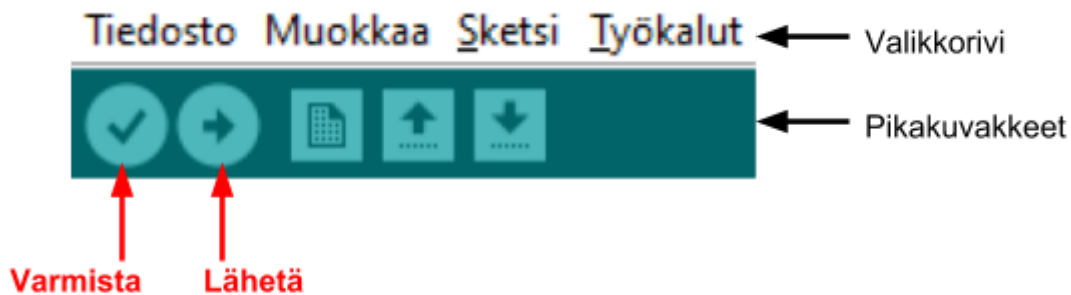 Tiedosto Muokkaa Sketsi Työkalut
Valikkorivi
Pikakuvakkeet
Varmista Lähetä